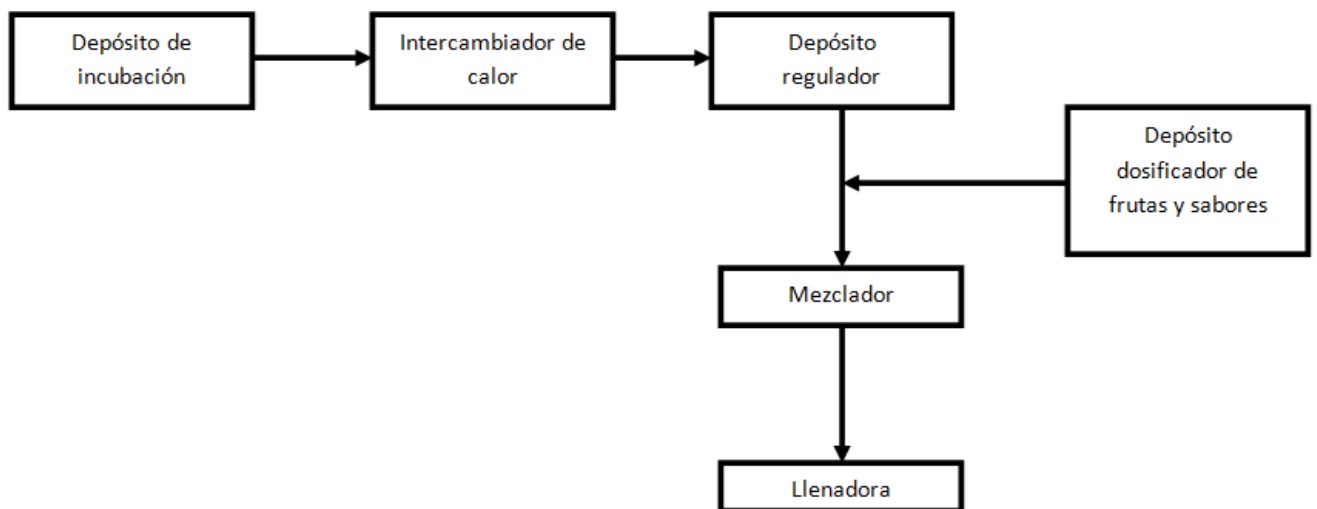 Depósito de
incubación
Intercambiador de
calor
Depósito
regulador
Depósito
dosificador de
frutas y sabores
Mezclador
Llenadora